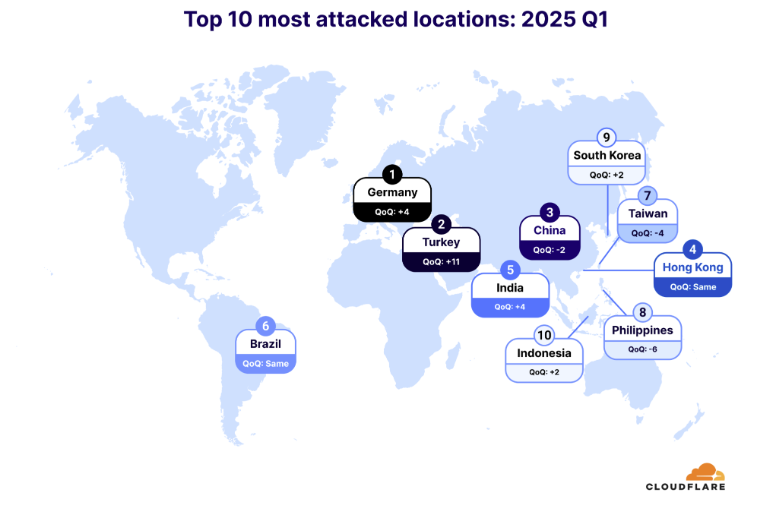 Top 10 most attacked locations: 2025 Q1
1
Germany
QoQ: +4
2
Turkey
QoQ: +11
3
China
QoQ: -2
4
Hong Kong
QoQ: Same
5
India
QoQ: +4
6
Brazil
QoQ: Same
7
Taiwan
QoQ: -4
8
Philippines
QoQ: -6
9
South Korea
QoQ: +2
10
Indonesia
QoQ: +2
CLOUDFLARE